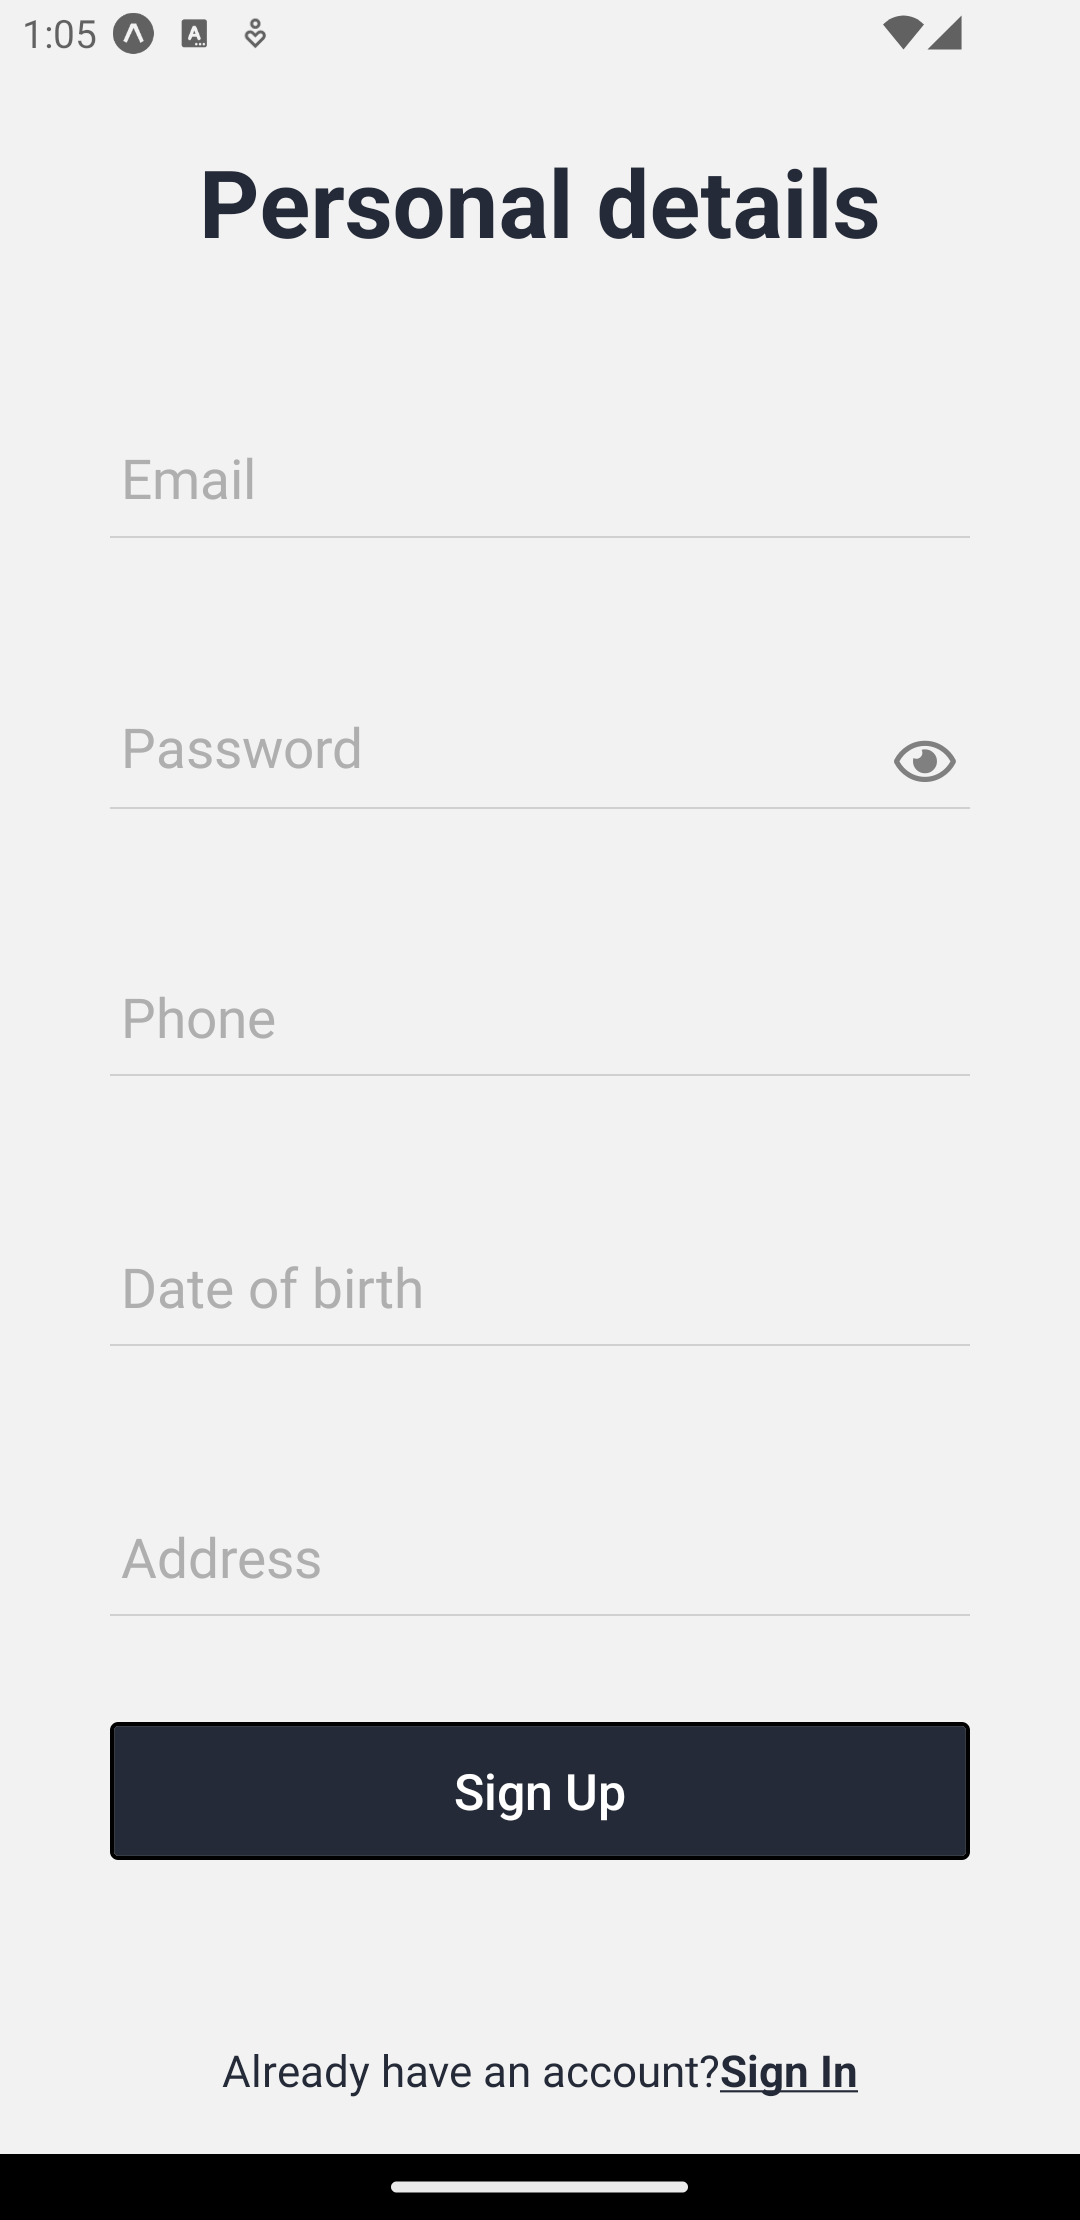 1:05
Personal details
Email
Password
Phone
Date of birth
Address
Sign Up
Already have an account?Sign In